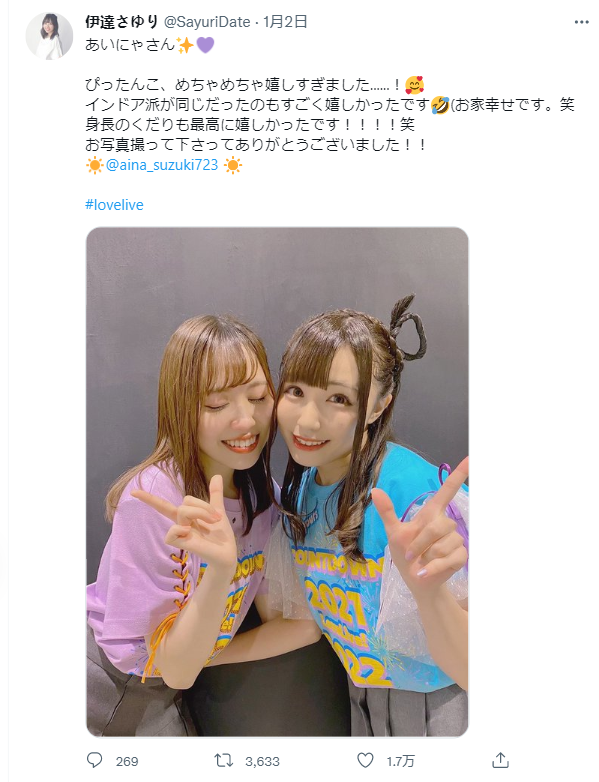 伊達さゆり @SayuriDate · 1月2日
あいにゃさん✨💜
ぴったんこ、めちゃめちゃ嬉しすぎました......！🥰
インドア派が同じだったのもすごく嬉しかったです🤣(お家幸せです。笑
身長のくだりも最高に嬉しかったです！！！！笑
お写真撮って下さってありがとうございました！！
☀️@aina_suzuki723 ☀️
#lovelive
COUNTDOWN
2021
COUNTDOWN
2021
269 3,633 1.7万